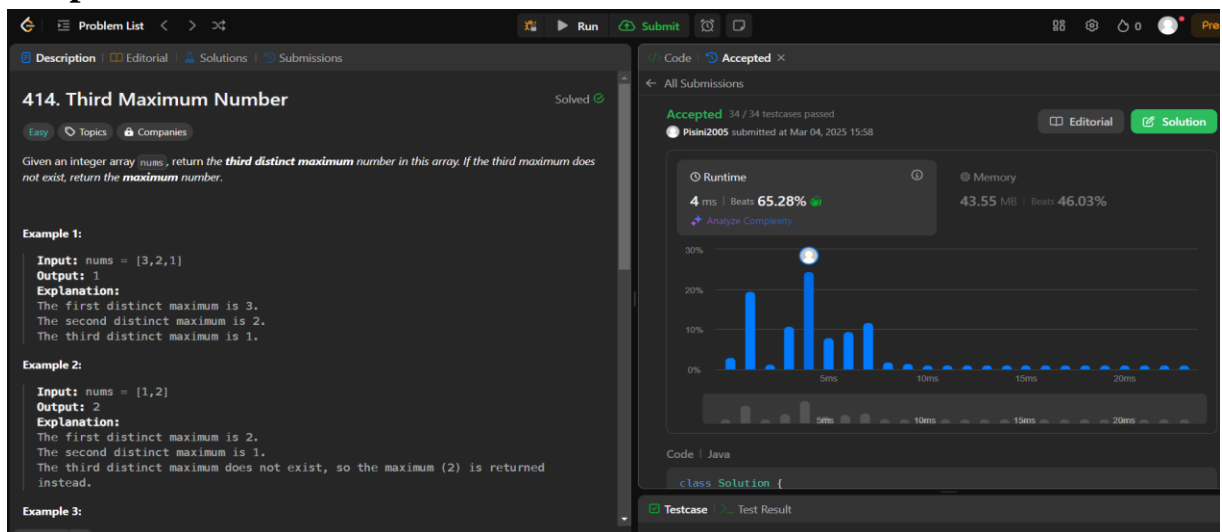 Problem List
Run
Submit
0
Pre
Description | Editorial | Solutions | Submissions
414. Third Maximum Number
Solved
Easy Topics Companies
Given an integer array nums, return the third distinct maximum number in this array. If the third maximum does
not exist, return the maximum number.
Example 1:
Input: nums = [3,2,1]
Output: 1
Explanation:
The first distinct maximum is 3.
The second distinct maximum is 2.
The third distinct maximum is 1.
Example 2:
Input: nums = [1,2]
Output: 2
Explanation:
The first distinct maximum is 2.
The second distinct maximum is 1.
The third distinct maximum does not exist, so the maximum (2) is returned
instead.
Example 3:
</> Code | Accepted ×
← All Submissions
Accepted 34 / 34 testcases passed
Pisini2005 submitted at Mar 04, 2025 15:58
Editorial
Solution
Runtime
4 ms | Beats 65.28%
Analyze Complexity
Memory
43.55 MB | Beats 46.03%
30%
20%
10%
0%
5ms 10ms 15ms 20ms
5ms 10ms 15ms 20ms
Code | Java
class Solution {
Testcase | >_ Test Result